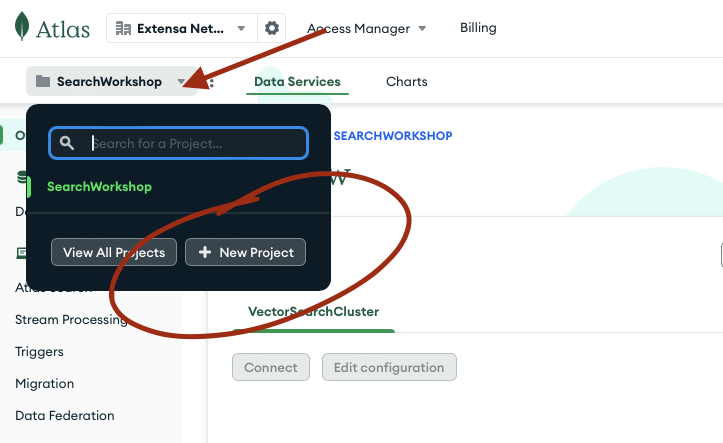 Atlas
Extensa Net...
Access Manager
Billing
SearchWorkshop
Data Services
Charts
Search for a Project...
SEARCHWORKSHOP
SearchWorkshop
View All Projects
+ New Project
Atlas Search
VectorSearchCluster
Stream Processing
Triggers
Connect
Edit configuration
Migration
Data Federation